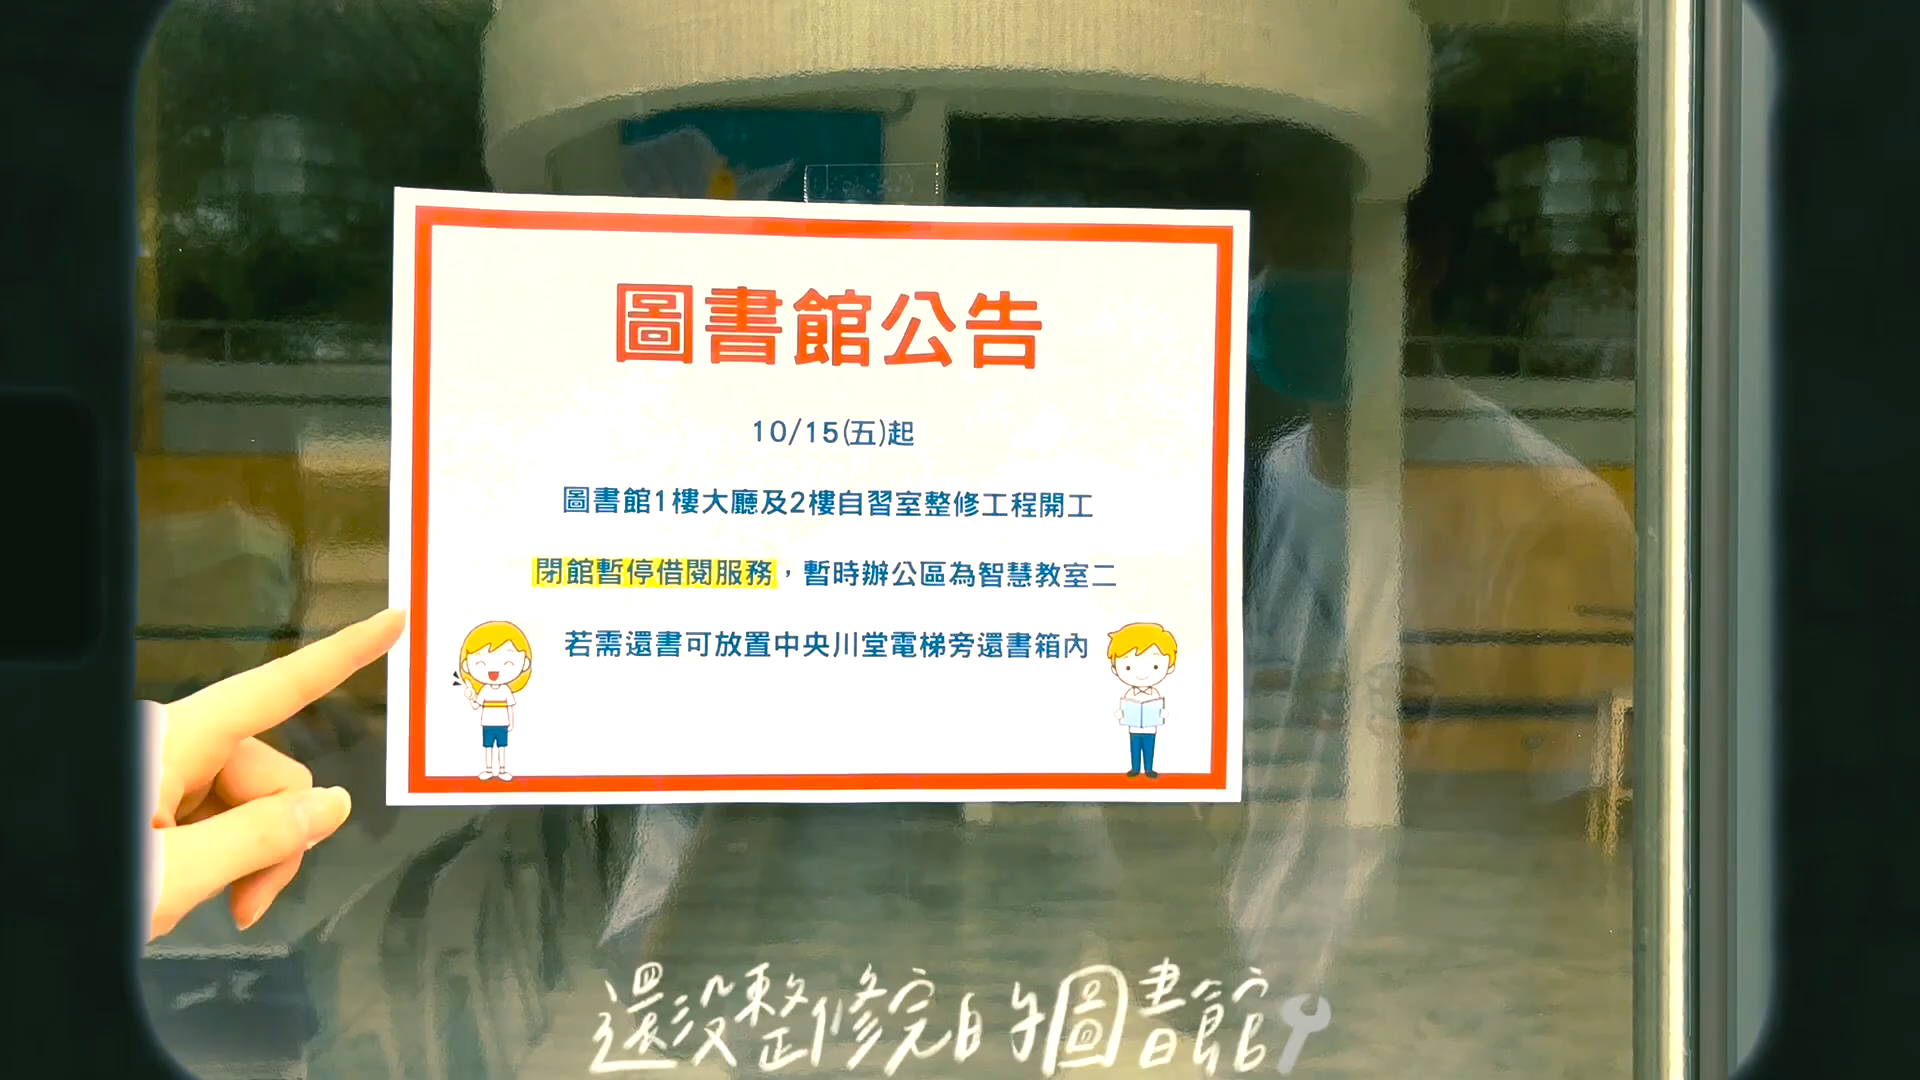 圖書館公告
10/15(五)起
圖書館1樓大廳及2樓自習室整修工程開工
閉館暫停借閱服務，暫時辦公區為智慧教室二
若需還書可放置中央川堂電梯旁還書箱內
還沒整修完的圖書館